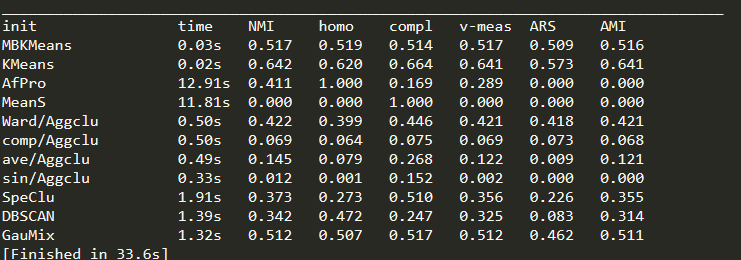 init time NMI homo compl v-meas ARS AMI
MBKMeans 0.03s 0.517 0.519 0.514 0.517 0.509 0.516
KMeans 0.02s 0.642 0.620 0.664 0.641 0.573 0.641
AfPro 12.91s 0.411 1.000 0.169 0.289 0.000 0.000
MeanS 11.81s 0.000 0.000 1.000 0.000 0.000 0.000
Ward/Aggclu 0.50s 0.422 0.399 0.446 0.421 0.418 0.421
comp/Aggclu 0.50s 0.069 0.064 0.075 0.069 0.073 0.068
ave/Aggclu 0.49s 0.145 0.079 0.268 0.122 0.009 0.121
sin/Aggclu 0.33s 0.012 0.001 0.152 0.002 0.000 0.000
SpeClu 1.91s 0.373 0.273 0.510 0.356 0.226 0.355
DBSCAN 1.39s 0.342 0.472 0.247 0.325 0.083 0.314
GauMix 1.32s 0.512 0.507 0.517 0.512 0.462 0.511
[Finished in 33.6s]